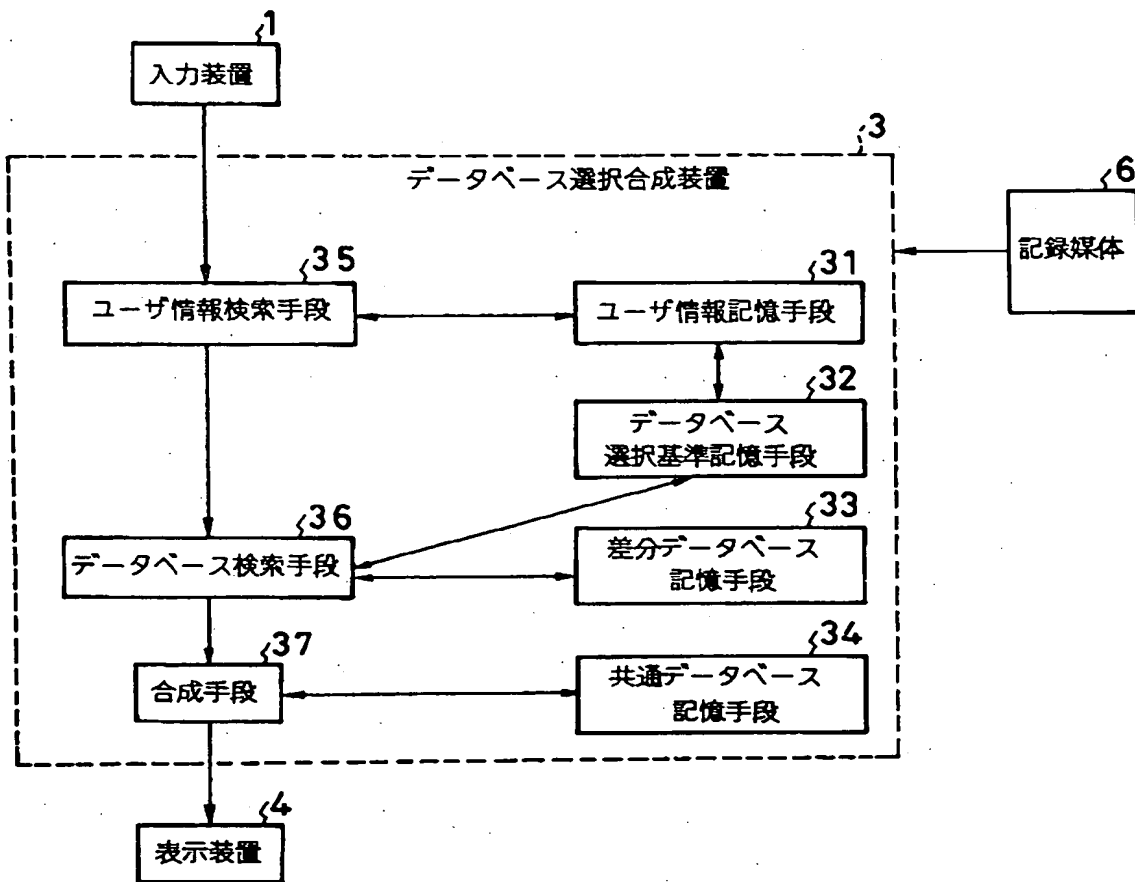 1
入力装置
3
データベース選択合成装置
6
記録媒体
35
ユーザ情報検索手段
31
ユーザ情報記憶手段
32
データベース
選択基準記憶手段
36
データベース検索手段
33
差分データベース
記憶手段
37
合成手段
34
共通データベース
記憶手段
4
表示装置